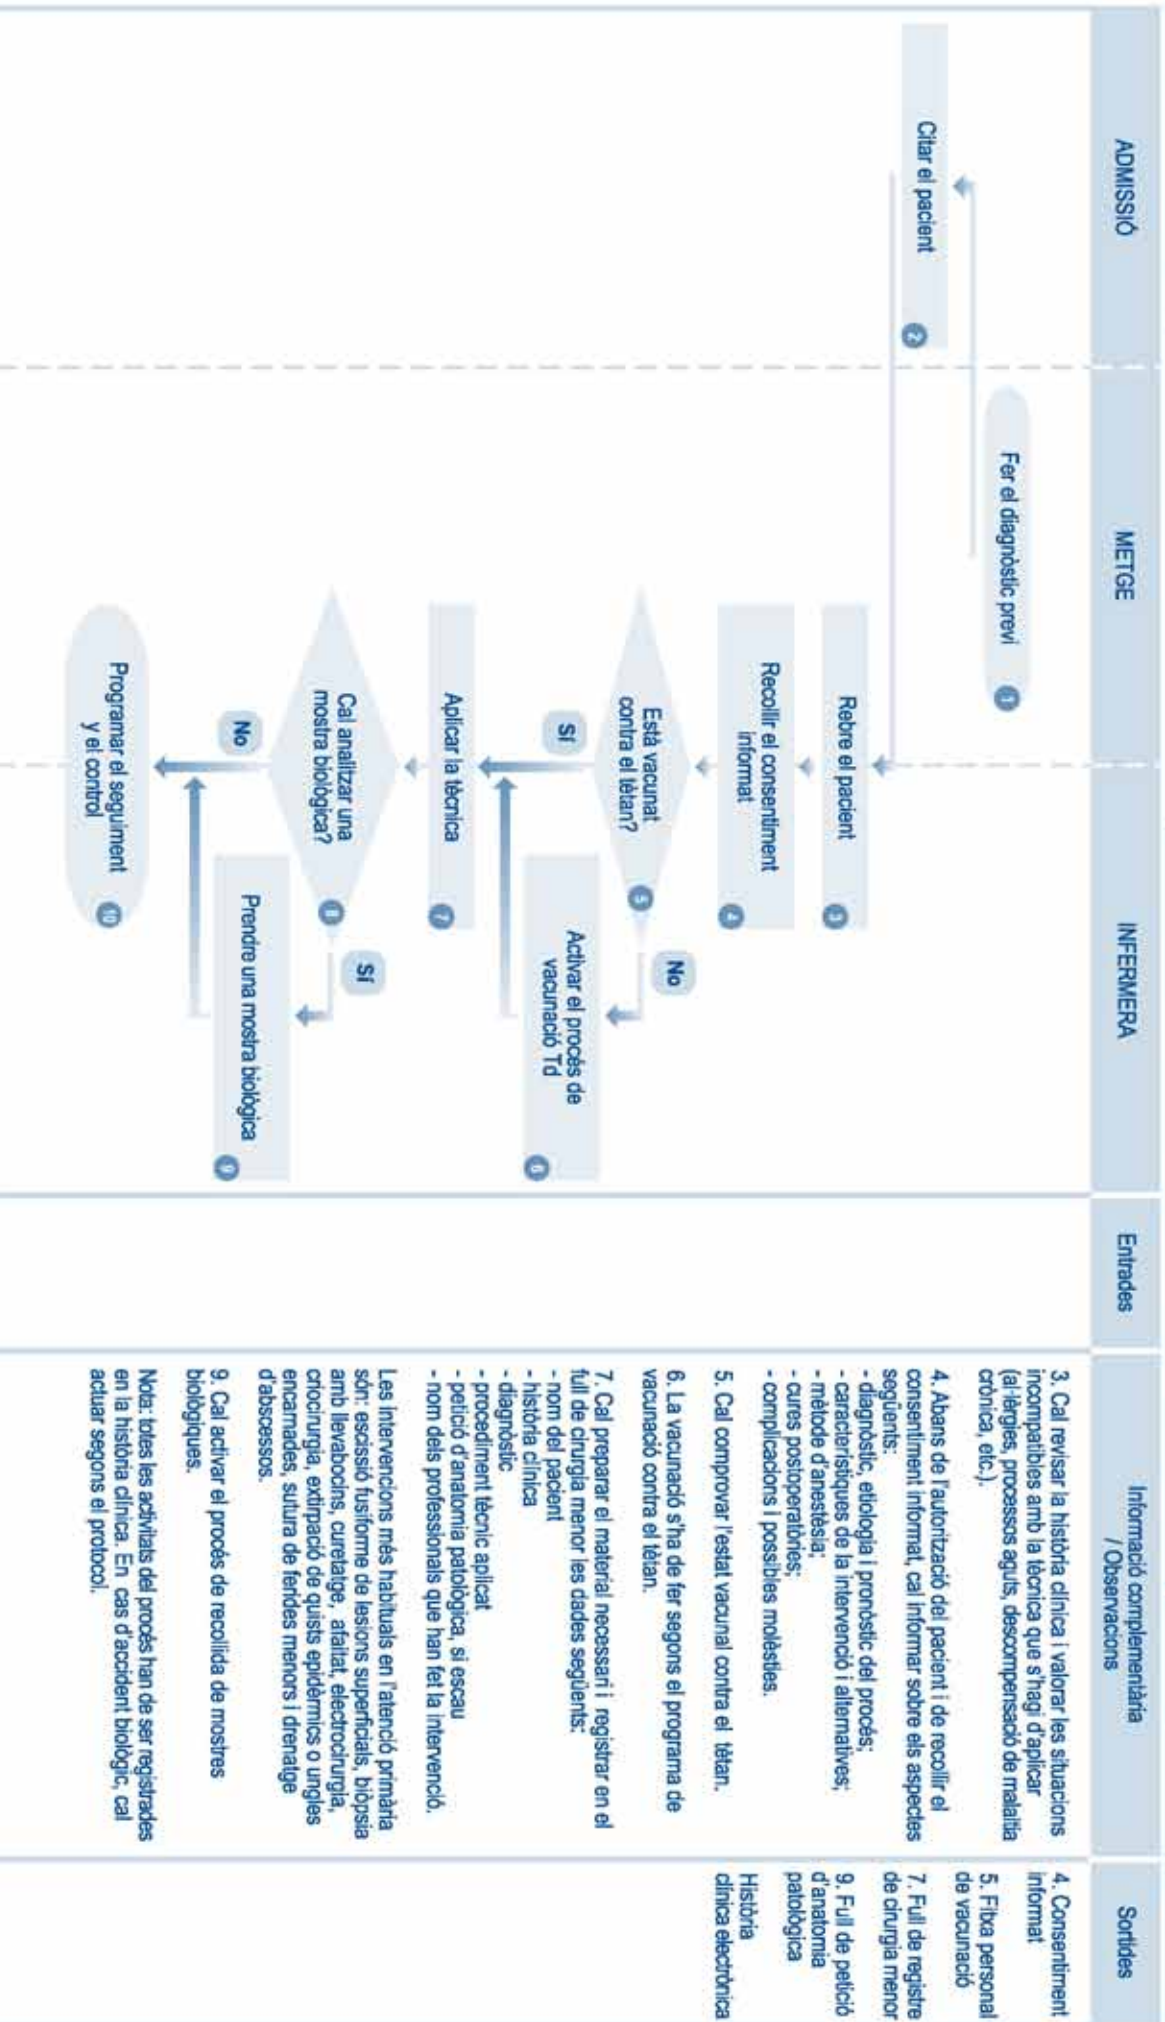 ADMISSIÓ
METGE
INFERMERA
Entrades
Informació complementària
/ Observacions
Sortides
Fer el diagnòstic previ
1
Citar el pacient
2
Rebre el pacient
3
Recollir el consentiment
informat
4
Està vacunat
contra el tètan?
5
No
Sí
Activar el procés de
vacunació Td
6
Aplicar la tècnica
7
Cal analitzar una
mostra biològica?
8
Sí
No
Prendre una mostra biològica
9
Programar el seguiment
y el control
10
3. Cal revisar la història clínica i valorar les situacions
incompatibles amb la tècnica que s'hagi d'aplicar
(al·lèrgies, processos aguts, descompensació de malaltia
crònica, etc.).
4. Abans de l'autorització del pacient i de recollir el
consentiment informat, cal informar sobre els aspectes
següents:
- diagnòstic, etiologia i pronòstic del procés;
- característiques de la intervenció i alternatives;
- mètode d'anestèsia;
- cures postoperatòries;
- complicacions i possibles molèsties.
5. Cal comprovar l'estat vacunal contra el tètan.
6. La vacunació s'ha de fer segons el programa de
vacunació contra el tètan.
7. Cal preparar el material necessari i registrar en el
full de cirurgia menor les dades següents:
- nom del pacient
- història clínica
- diagnòstic
- procediment tècnic aplicat
- petició d'anatomia patològica, si escau
- nom dels professionals que han fet la intervenció.
Les intervencions més habituals en l'atenció primària
són: escissió fusiforme de lesions superficials, biòpsia
amb llevabocins, curetatge, afaitat, electrocirurgia,
criocirurgia, extirpació de quists epidèrmics o ungles
encarnades, sutura de ferides menors i drenatge
d'abscessos.
9. Cal activar el procés de recollida de mostres
biològiques.
Nota: totes les activitats del procés han de ser registrades
en la història clínica. En cas d'accident biològic, cal
actuar segons el protocol.
4. Consentiment
informat
5. Fitxa personal
de vacunació
7. Full de registre
de cirurgia menor
9. Full de petició
d'anatomia
patològica
Història
clínica electrònica